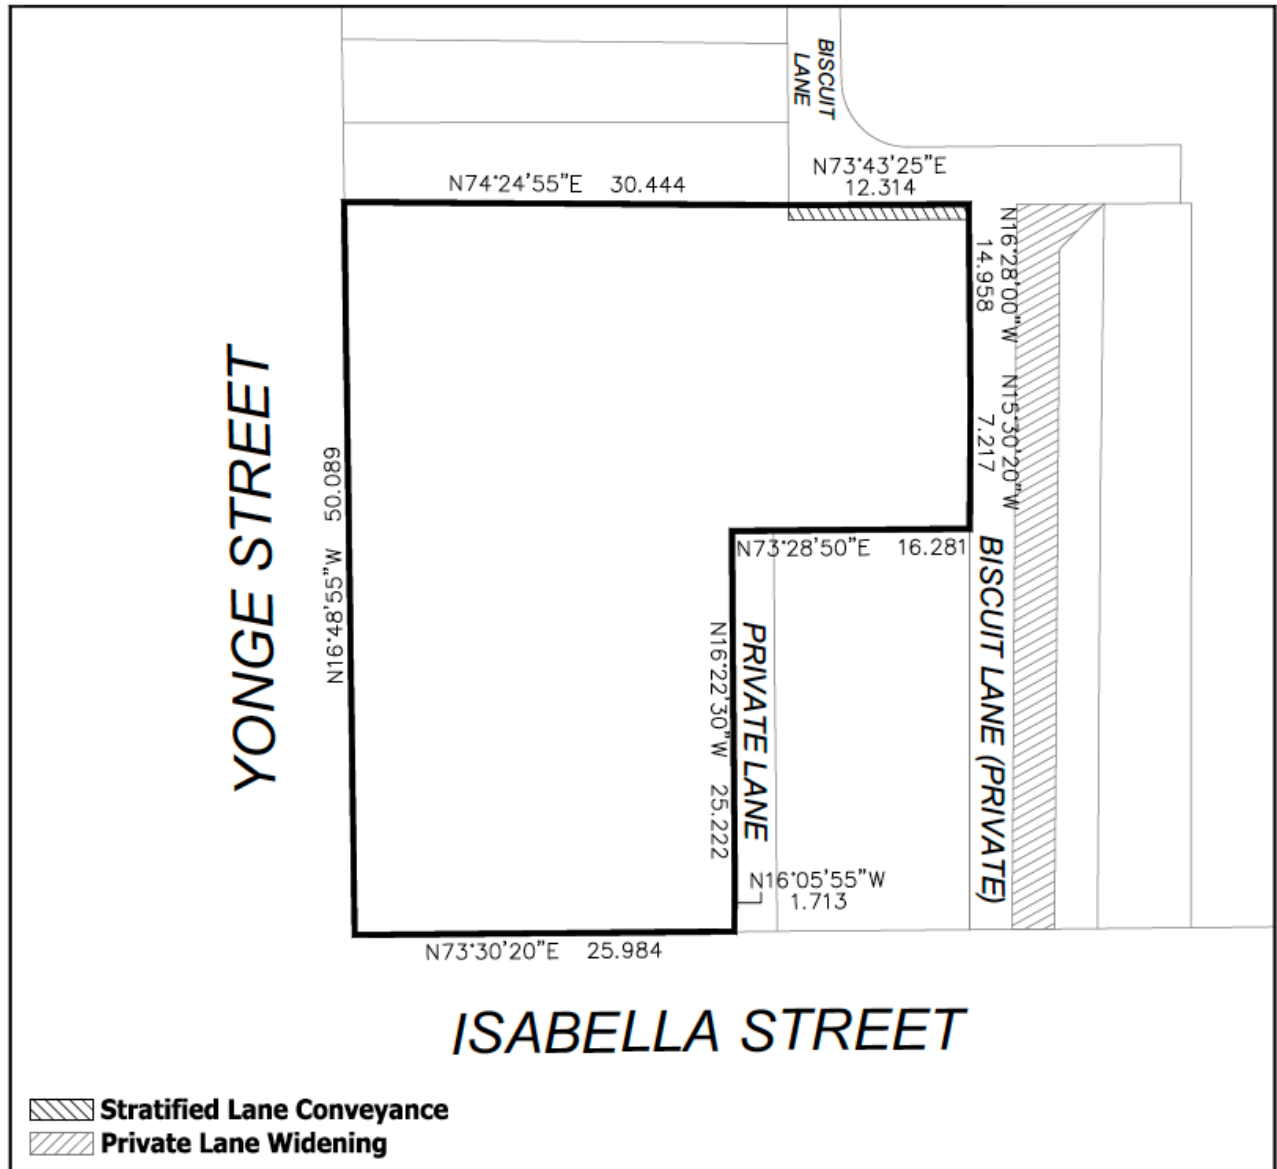 BISCUIT
LANE
N73°43'25"E
12.314
N74°24'55"E 30.444
N16°28'00"W
14.958
N15°30'20"W
7.217
YONGE STREET
N16°48'55"W 50.089
N73°28'50"E 16.281
BISCUIT LANE (PRIVATE)
PRIVATE LANE
N16°22'30"W 25.222
N16°05'55"W
1.713
N73°30'20"E 25.984
ISABELLA STREET
Stratified Lane Conveyance
Private Lane Widening